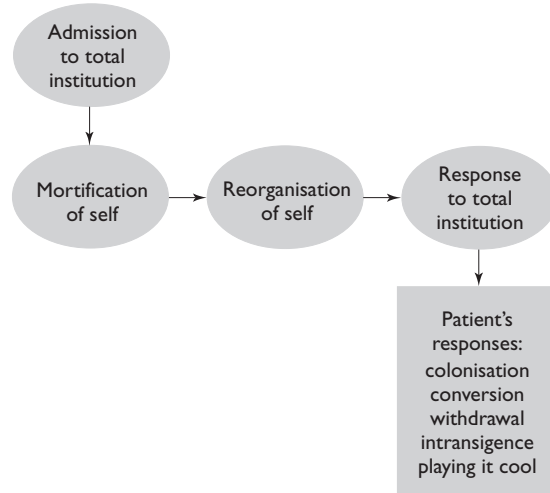 Admission
to total
institution
Mortification
of self
Reorganisation
of self
Response
to total
institution
Patient's
responses:
colonisation
conversion
withdrawal
intransigence
playing it cool